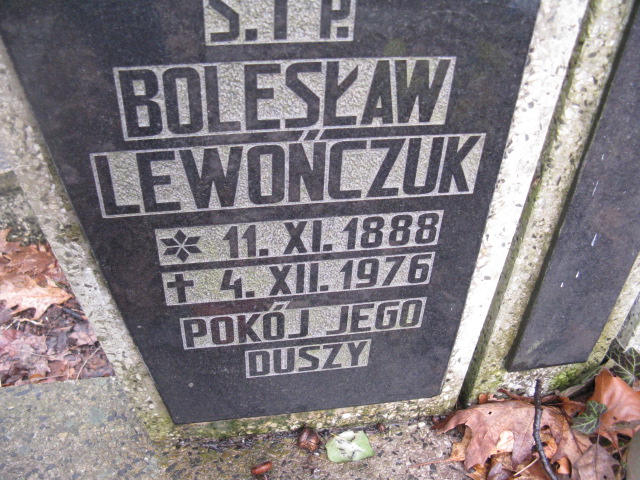 Ś.†P.
BOLESŁAW
LEWOŃCZUK
* 11. XI. 1888
† 4. XII. 1976
POKÓJ JEGO
DUSZY